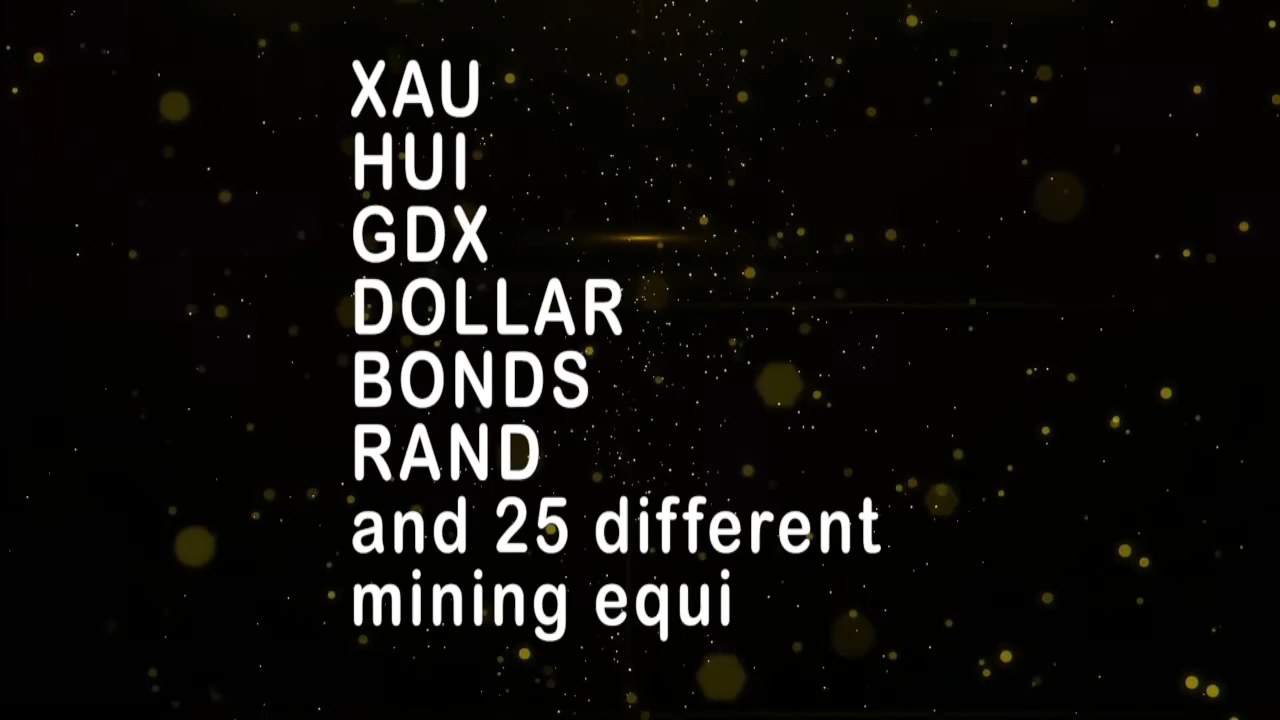 XAU
HUI
GDX
DOLLAR
BONDS
RAND
and 25 different
mining equi